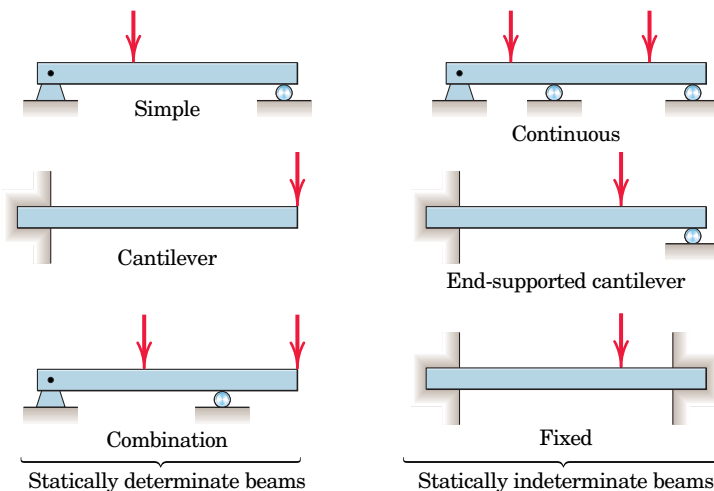 Simple
Continuous
Cantilever
End-supported cantilever
Combination
Fixed
Statically determinate beams
Statically indeterminate beams